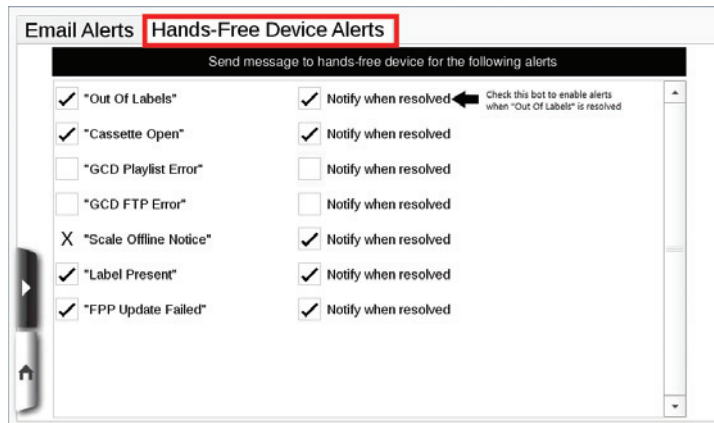 Email Alerts Hands-Free Device Alerts
Send message to hands-free device for the following alerts
"Out Of Labels" Notify when resolved Check this bot to enable alerts
when "Out Of Labels" is resolved
"Cassette Open" Notify when resolved
"GCD Playlist Error" Notify when resolved
"GCD FTP Error" Notify when resolved
X "Scale Offline Notice" Notify when resolved
"Label Present" Notify when resolved
"FPP Update Failed" Notify when resolved